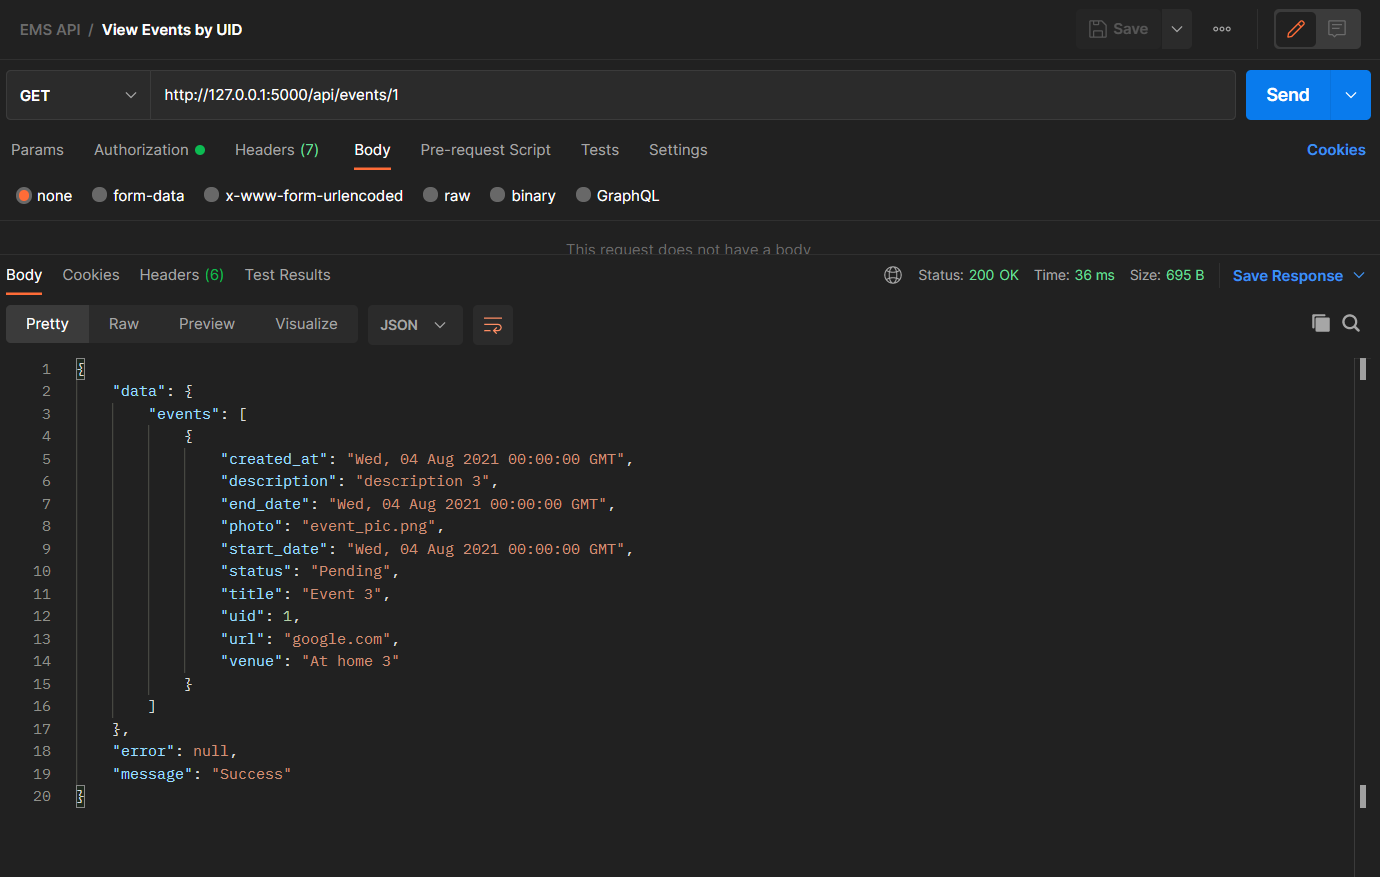 EMS API / View Events by UID
Save
GET http://127.0.0.1:5000/api/events/1 Send
Params Authorization Headers (7) Body Pre-request Script Tests Settings Cookies
none form-data x-www-form-urlencoded raw binary GraphQL
This request does not have a body
Body Cookies Headers (6) Test Results Status: 200 OK Time: 36 ms Size: 695 B Save Response
Pretty Raw Preview Visualize JSON
1 {
2 "data": {
3 "events": [
4 {
5 "created_at": "Wed, 04 Aug 2021 00:00:00 GMT",
6 "description": "description 3",
7 "end_date": "Wed, 04 Aug 2021 00:00:00 GMT",
8 "photo": "event_pic.png",
9 "start_date": "Wed, 04 Aug 2021 00:00:00 GMT",
10 "status": "Pending",
11 "title": "Event 3",
12 "uid": 1,
13 "url": "google.com",
14 "venue": "At home 3"
15 }
16 ]
17 },
18 "error": null,
19 "message": "Success"
20 }